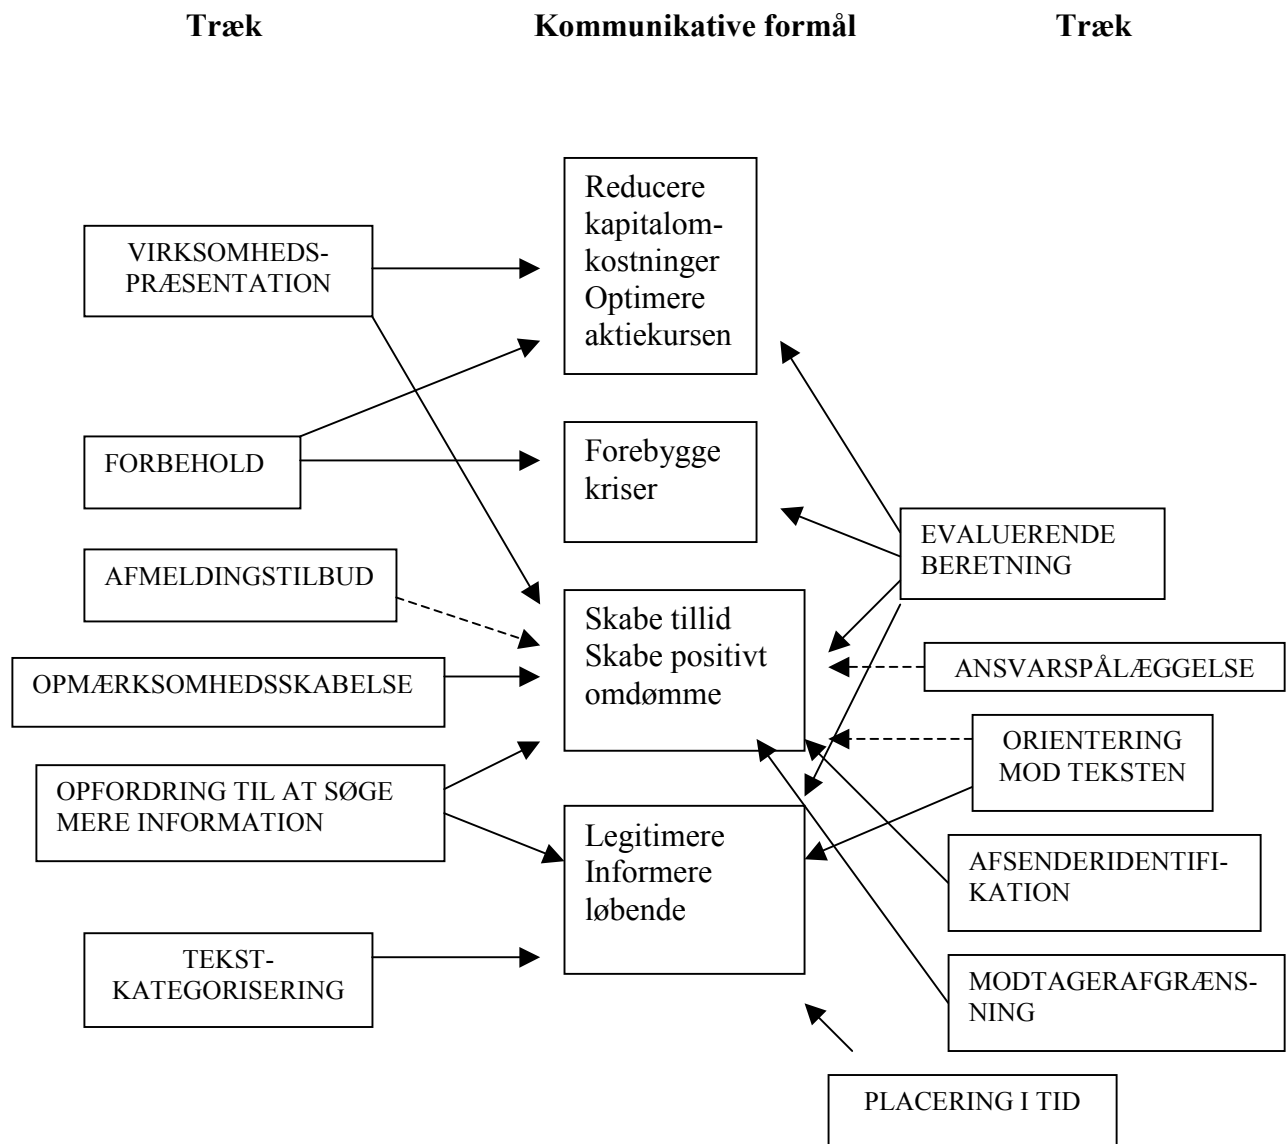 Træk
Kommunikative formål
Træk
VIRKSOMHEDS-
PRÆSENTATION
FORBEHOLD
AFMELDINGSTILBUD
OPMÆRKSOMHEDSSKABELSE
OPFORDRING TIL AT SØGE
MERE INFORMATION
TEKST-
KATEGORISERING
Reducere
kapitalom-
kostninger
Optimere
aktiekursen
Forebygge
kriser
Skabe tillid
Skabe positivt
omdømme
Legitimere
Informere
løbende
EVALUERENDE
BERETNING
ANSVARSPÅLÆGGELSE
ORIENTERING
MOD TEKSTEN
AFSENDERIDENTIFI-
KATION
MODTAGERAFGRÆNS-
NING
PLACERING I TID